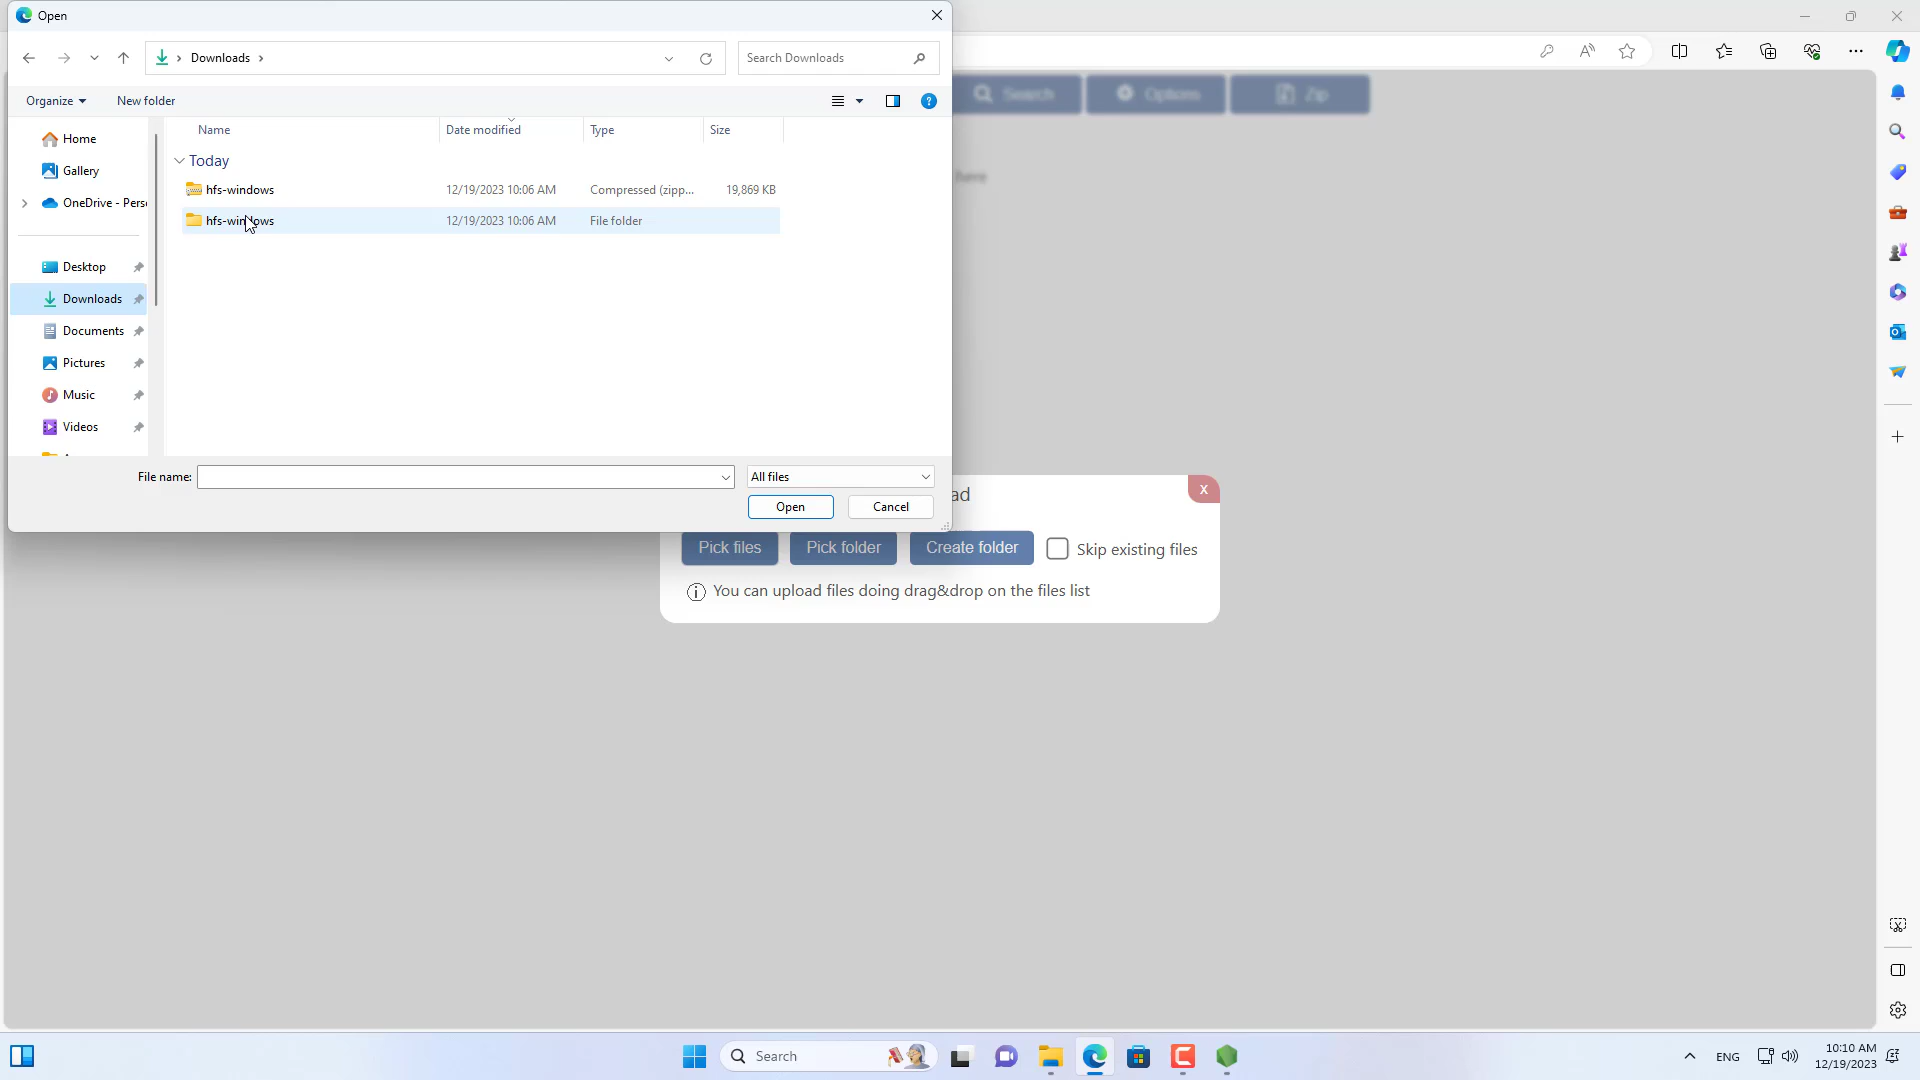 Open
Downloads
Search Downloads
Organize
New folder
Name
Date modified
Type
Size
Home
Gallery
OneDrive - Pers
Desktop
Downloads
Documents
Pictures
Music
Videos
Today
hfs-windows 12/19/2023 10:06 AM Compressed (zipp... 19,869 KB
hfs-windows 12/19/2023 10:06 AM File folder
File name:
All files
Open
Cancel
Search
Options
Zip
here
ad
x
Pick files
Pick folder
Create folder
Skip existing files
You can upload files doing drag&drop on the files list
Search
ENG
10:10 AM
12/19/2023